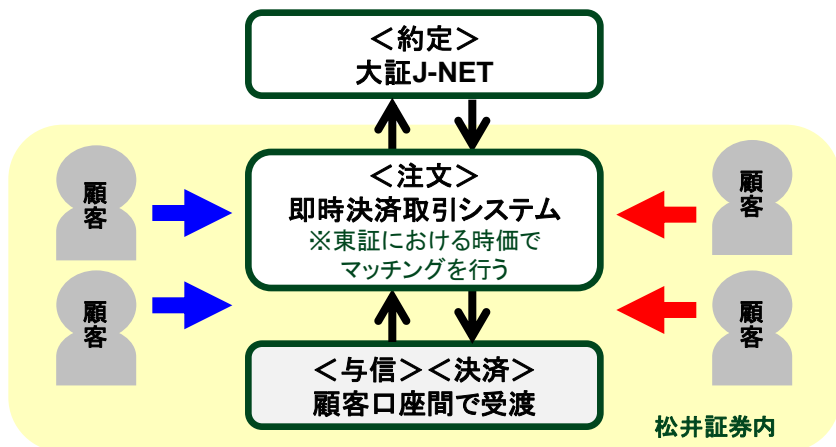 ＜約定＞
大証J-NET
＜注文＞
即時決済取引システム
※東証における時価で
マッチングを行う
顧客
顧客
顧客
顧客
＜与信＞＜決済＞
顧客口座間で受渡
松井証券内